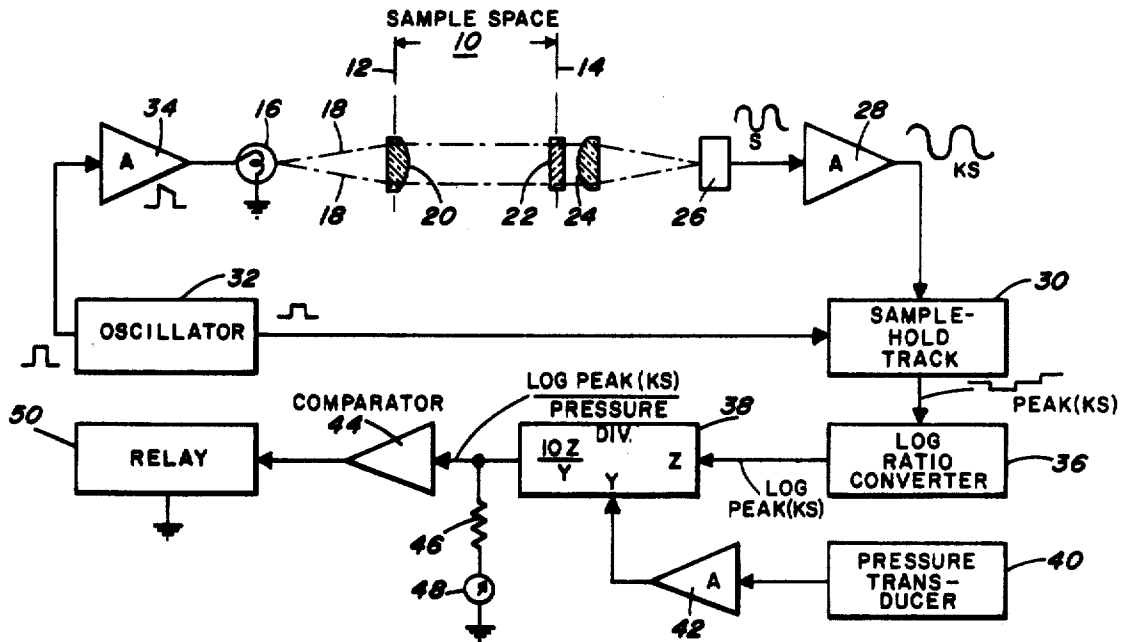 SAMPLE SPACE
10
12
14
34
16
18
18
20
22
24
26
S
28
KS
A
A
32
OSCILLATOR
30
SAMPLE-
HOLD
TRACK
PEAK(KS)
LOG PEAK(KS)
PRESSURE
DIV.
COMPARATOR
44
50
RELAY
38
10Z
Y
Z
Y
LOG
PEAK(KS)
LOG
RATIO
CONVERTER
36
46
48
A
42
PRESSURE
TRANS-
DUCER
40